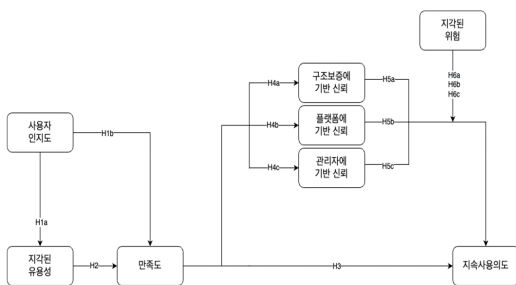 지각된
위험
구조보증에
기반 신뢰
H4a
H5a
H6a
H6b
H6c
사용자
인지도
H1b
플랫폼에
기반 신뢰
H4b
H5b
관리자에
기반 신뢰
H4c
H5c
H1a
지각된
유용성
H2
만족도
H3
지속사용의도